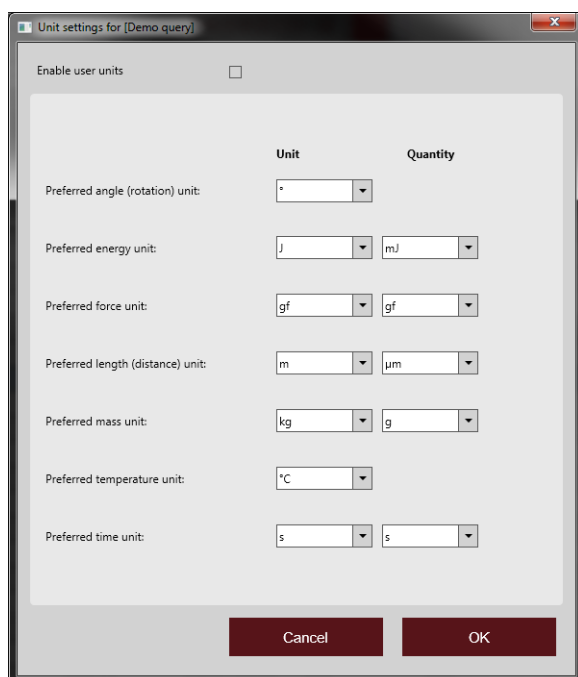 Unit settings for [Demo query]
Enable user units
Unit Quantity
Preferred angle (rotation) unit: °
Preferred energy unit: J mJ
Preferred force unit: gf gf
Preferred length (distance) unit: m µm
Preferred mass unit: kg g
Preferred temperature unit: °C
Preferred time unit: s s
Cancel OK